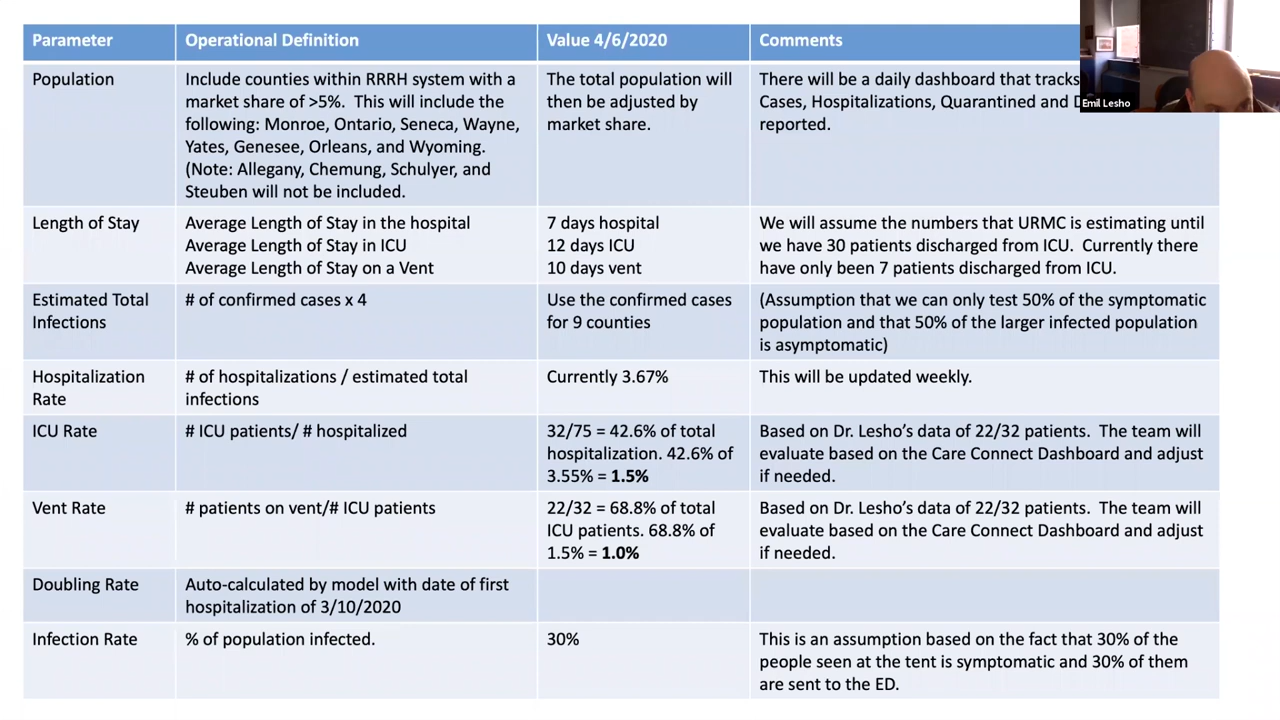 Parameter
Operational Definition
Value 4/6/2020
Comments
Population
Include counties within RRRH system with a
market share of >5%. This will include the
following: Monroe, Ontario, Seneca, Wayne,
Yates, Genesee, Orleans, and Wyoming.
(Note: Allegany, Chemung, Schulyer, and
Steuben will not be included.
The total population will
then be adjusted by
market share.
There will be a daily dashboard that tracks
Cases, Hospitalizations, Quarantined and
reported.
Emil Lesho
Length of Stay
Average Length of Stay in the hospital
Average Length of Stay in ICU
Average Length of Stay on a Vent
7 days hospital
12 days ICU
10 days vent
We will assume the numbers that URMC is estimating until
we have 30 patients discharged from ICU. Currently there
have only been 7 patients discharged from ICU.
Estimated Total
Infections
# of confirmed cases x 4
Use the confirmed cases
for 9 counties
(Assumption that we can only test 50% of the symptomatic
population and that 50% of the larger infected population
is asymptomatic)
Hospitalization
Rate
# of hospitalizations / estimated total
infections
Currently 3.67%
This will be updated weekly.
ICU Rate
# ICU patients/ # hospitalized
32/75 = 42.6% of total
hospitalization. 42.6% of
3.55% = 1.5%
Based on Dr. Lesho's data of 22/32 patients. The team will
evaluate based on the Care Connect Dashboard and adjust
if needed.
Vent Rate
# patients on vent/# ICU patients
22/32 = 68.8% of total
ICU patients. 68.8% of
1.5% = 1.0%
Based on Dr. Lesho's data of 22/32 patients. The team will
evaluate based on the Care Connect Dashboard and adjust
if needed.
Doubling Rate
Auto-calculated by model with date of first
hospitalization of 3/10/2020
Infection Rate
% of population infected.
30%
This is an assumption based on the fact that 30% of the
people seen at the tent is symptomatic and 30% of them
are sent to the ED.